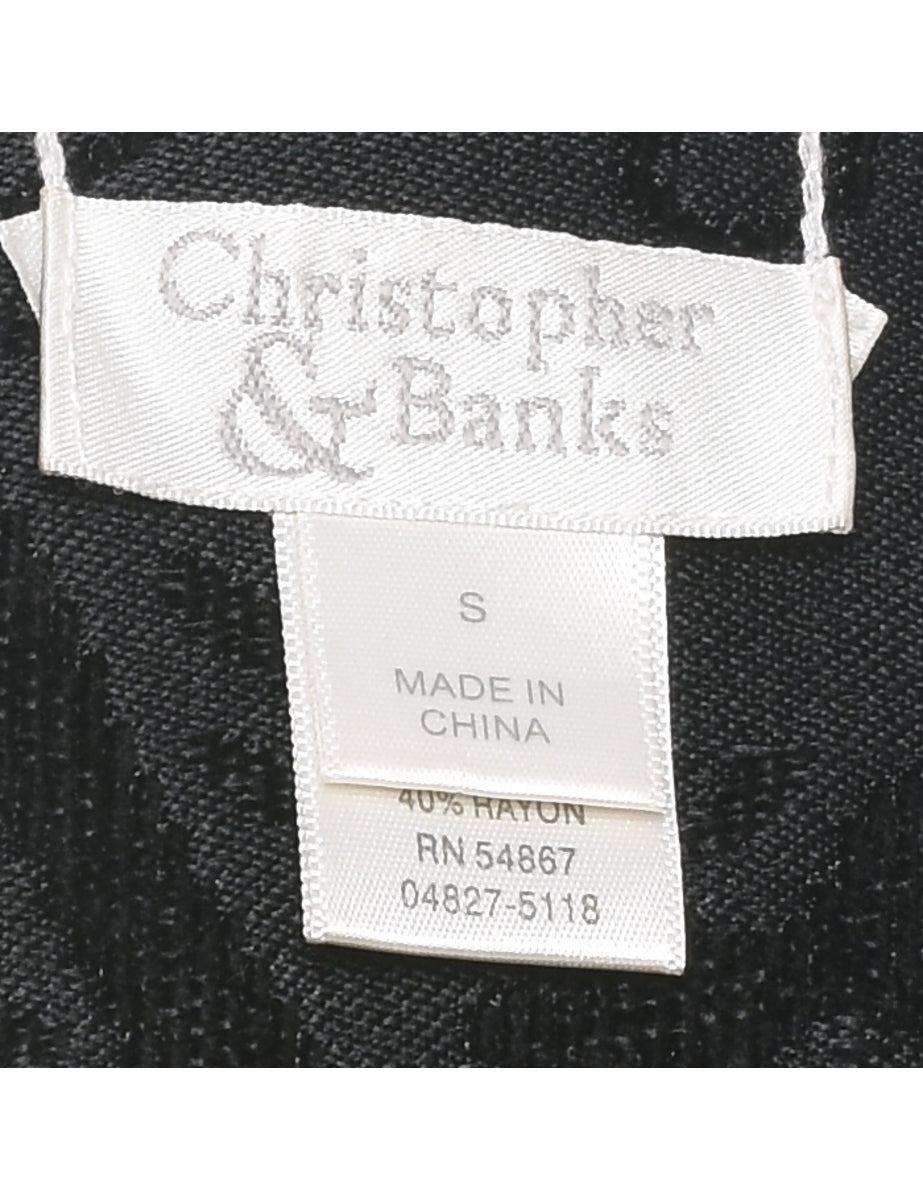 Christopher
& Banks
S
MADE IN
CHINA
40% RAYON
RN 54867
04827-5118